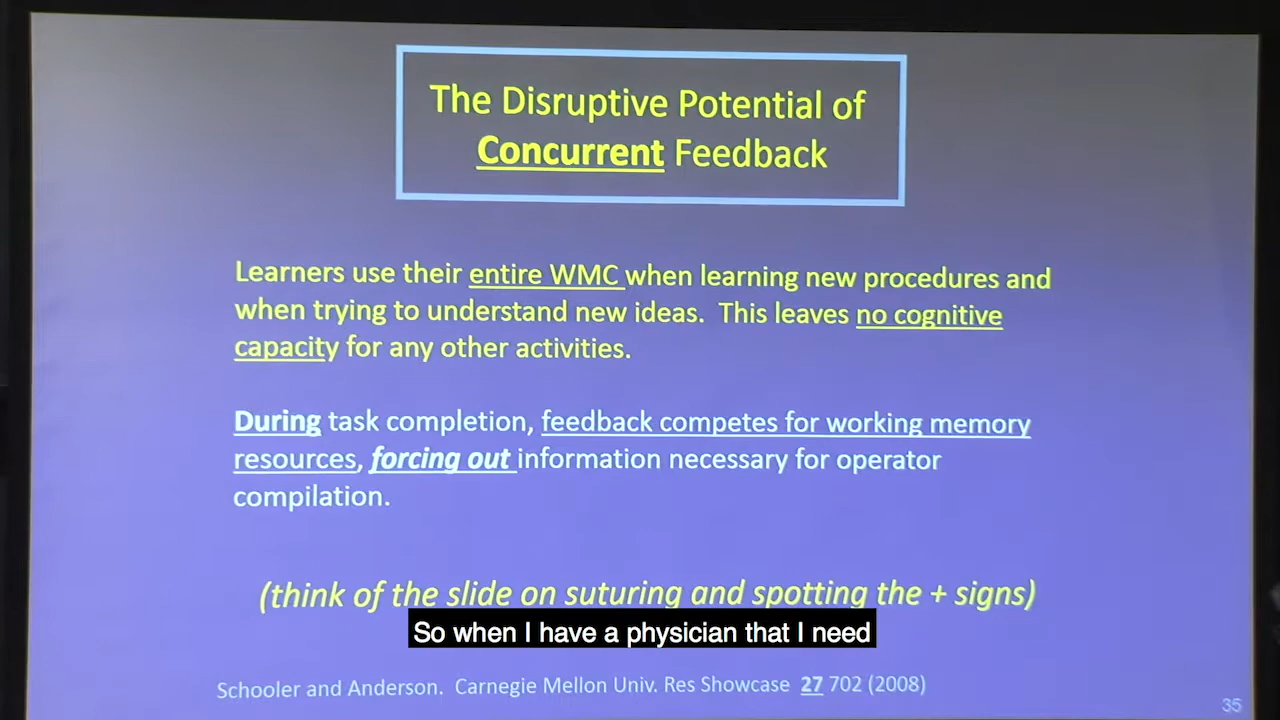 The Disruptive Potential of
Concurrent Feedback
Learners use their entire WMC when learning new procedures and
when trying to understand new ideas. This leaves no cognitive
capacity for any other activities.
During task completion, feedback competes for working memory
resources, forcing out information necessary for operator
compilation.
(think of the slide on suturing and spotting the + signs)
So when I have a physician that I need
Schooler and Anderson. Carnegie Mellon Univ. Res Showcase 27 702 (2008)
35